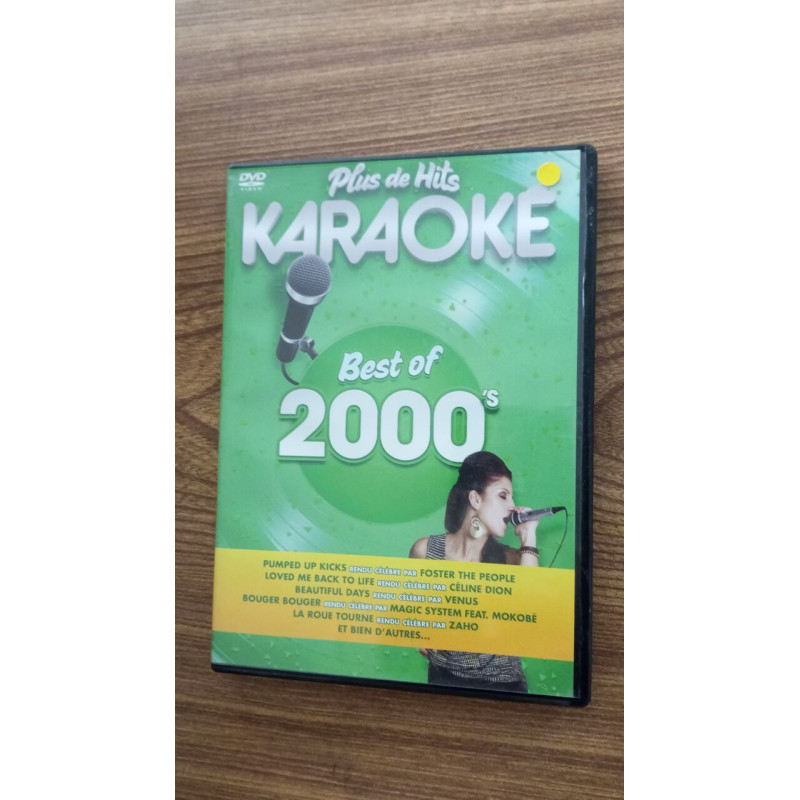 DVD
VIDEO
Plus de Hits
KARAOKÉ
Best of
2000's
PUMPED UP KICKS RENDU CÉLÈBRE PAR FOSTER THE PEOPLE
LOVED ME BACK TO LIFE RENDU CÉLÈBRE PAR CÉLINE DION
BEAUTIFUL DAYS RENDU CÉLÈBRE PAR VENUS
BOUGER BOUGER RENDU CÉLÈBRE PAR MAGIC SYSTEM FEAT. MOKOBÉ
LA ROUE TOURNE RENDU CÉLÈBRE PAR ZAHO
ET BIEN D'AUTRES...